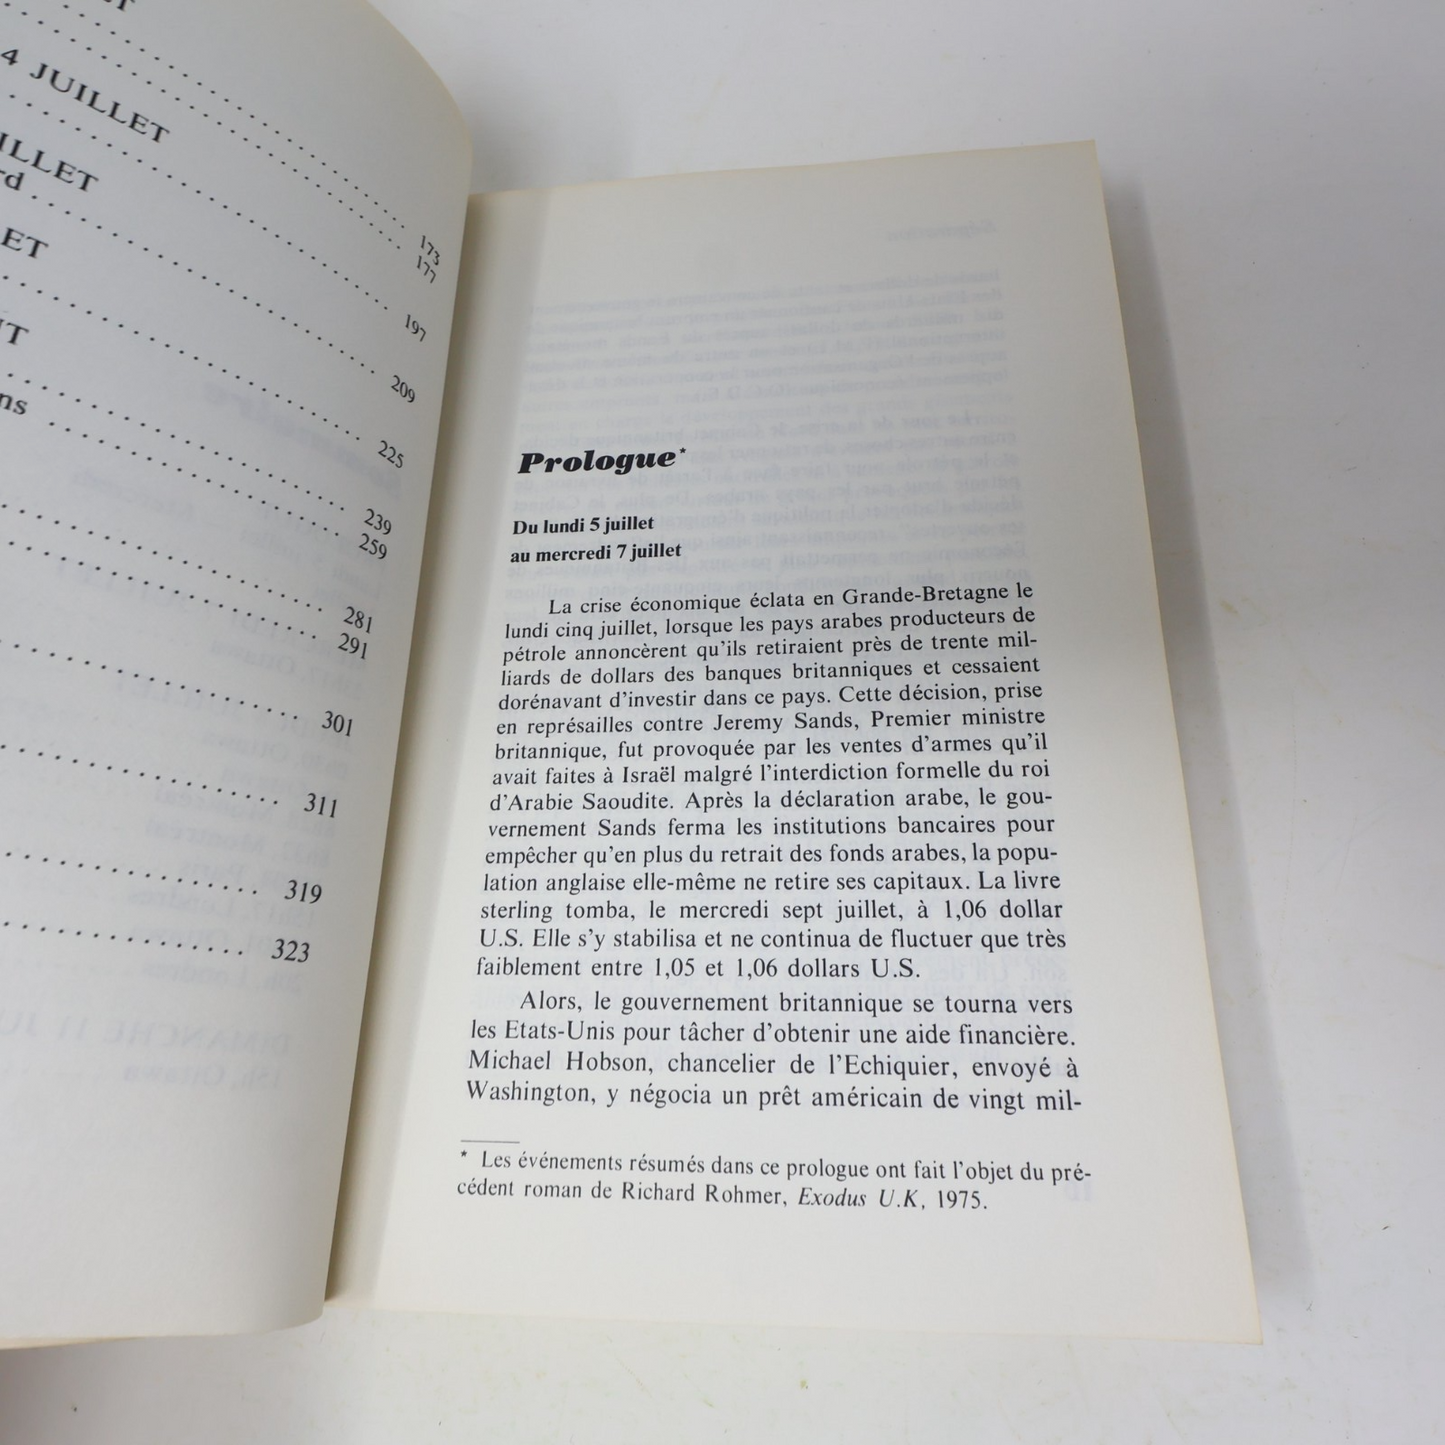 4 JUILLET
173
177
197
209
225
239
259
281
291
301
311
319
323
Prologue*
Du lundi 5 juillet
au mercredi 7 juillet
La crise économique éclata en Grande-Bretagne le
lundi cinq juillet, lorsque les pays arabes producteurs de
pétrole annoncèrent qu'ils retiraient près de trente mil-
liards de dollars des banques britanniques et cessaient
dorénavant d'investir dans ce pays. Cette décision, prise
en représailles contre Jeremy Sands, Premier ministre
britannique, fut provoquée par les ventes d'armes qu'il
avait faites à Israël malgré l'interdiction formelle du roi
d'Arabie Saoudite. Après la déclaration arabe, le gou-
vernement Sands ferma les institutions bancaires pour
empêcher qu'en plus du retrait des fonds arabes, la popu-
lation anglaise elle-même ne retire ses capitaux. La livre
sterling tomba, le mercredi sept juillet, à 1,06 dollar
U.S. Elle s'y stabilisa et ne continua de fluctuer que très
faiblement entre 1,05 et 1,06 dollars U.S.
Alors, le gouvernement britannique se tourna vers
les Etats-Unis pour tâcher d'obtenir une aide financière.
Michael Hobson, chancelier de l'Echiquier, envoyé à
Washington, y négocia un prêt américain de vingt mil-
* Les événements résumés dans ce prologue ont fait l'objet du pré-
cédent roman de Richard Rohmer, Exodus U.K, 1975.